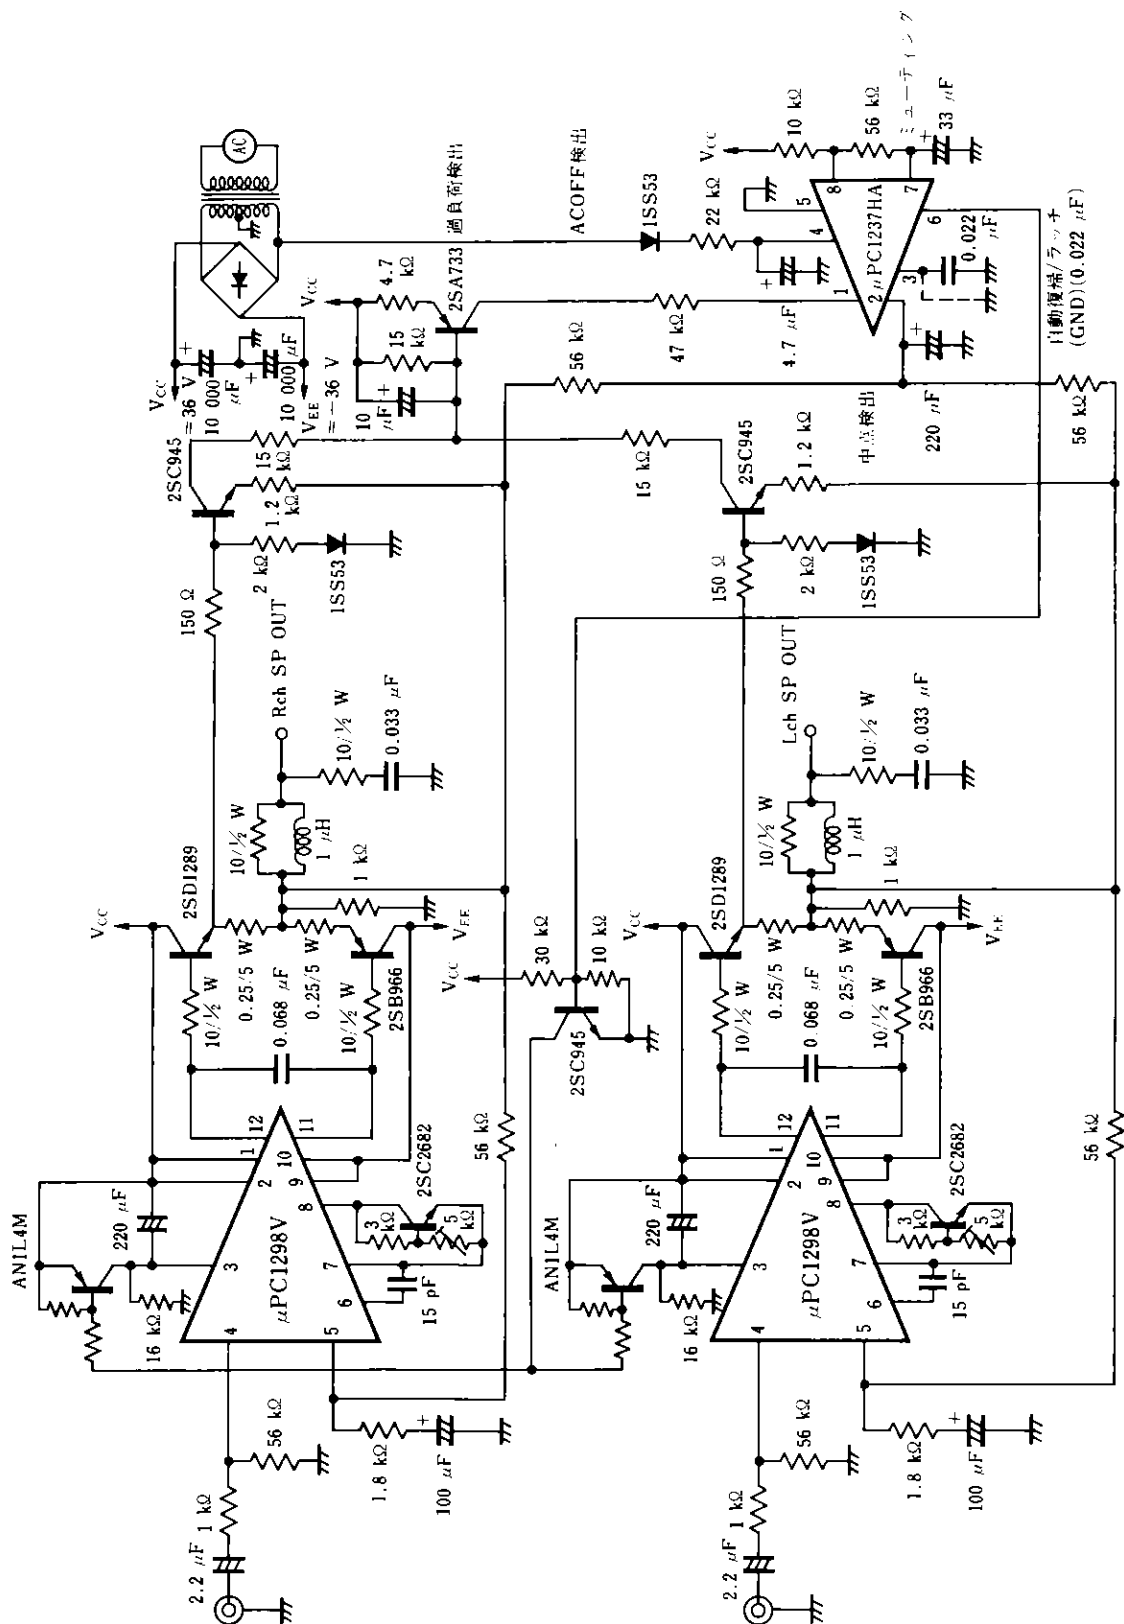 AN1L4M
220 μF
16 kΩ
μPC1298V
1
2
3
4
5
6
7
8
9
10
11
12
2.2 μF
1 kΩ
56 kΩ
1.8 kΩ
100 μF
15 pF
3 kΩ
5 kΩ
2SC2682
56 kΩ
VCC
2SD1289
10/½ W
0.25/5 W
0.068 μF
0.25/5 W
10/½ W
2SB966
VEE
1 kΩ
10/½ W
1 μH
Rch SP OUT
10/½ W
0.033 μF
150 Ω
2 kΩ
1SS53
2SC945
15 kΩ
1.2 kΩ
VCC
=36 V
10 000 μF
10 000 μF
VEE
=−36 V
AC
VCC
10 μF
15 kΩ
4.7 kΩ
2SA733
過負荷検出
ACOFF検出
1SS53
22 kΩ
47 kΩ
56 kΩ
4.7 μF
μPC1237HA
1
2
3
4
5
6
7
8
VCC
10 kΩ
56 kΩ
ミューティング
33 μF
0.022 μF
自動復帰/ラッチ
(GND)(0.022 μF)
中点検出
220 μF
56 kΩ
VCC
30 kΩ
10 kΩ
2SC945
AN1L4M
220 μF
16 kΩ
μPC1298V
1
2
3
4
5
6
7
8
9
10
11
12
2.2 μF
1 kΩ
56 kΩ
1.8 kΩ
100 μF
15 pF
3 kΩ
5 kΩ
2SC2682
56 kΩ
VCC
2SD1289
10/½ W
0.25/5 W
0.068 μF
0.25/5 W
10/½ W
2SB966
VEE
1 kΩ
10/½ W
1 μH
Lch SP OUT
10/½ W
0.033 μF
150 Ω
2 kΩ
1SS53
2SC945
15 kΩ
1.2 kΩ